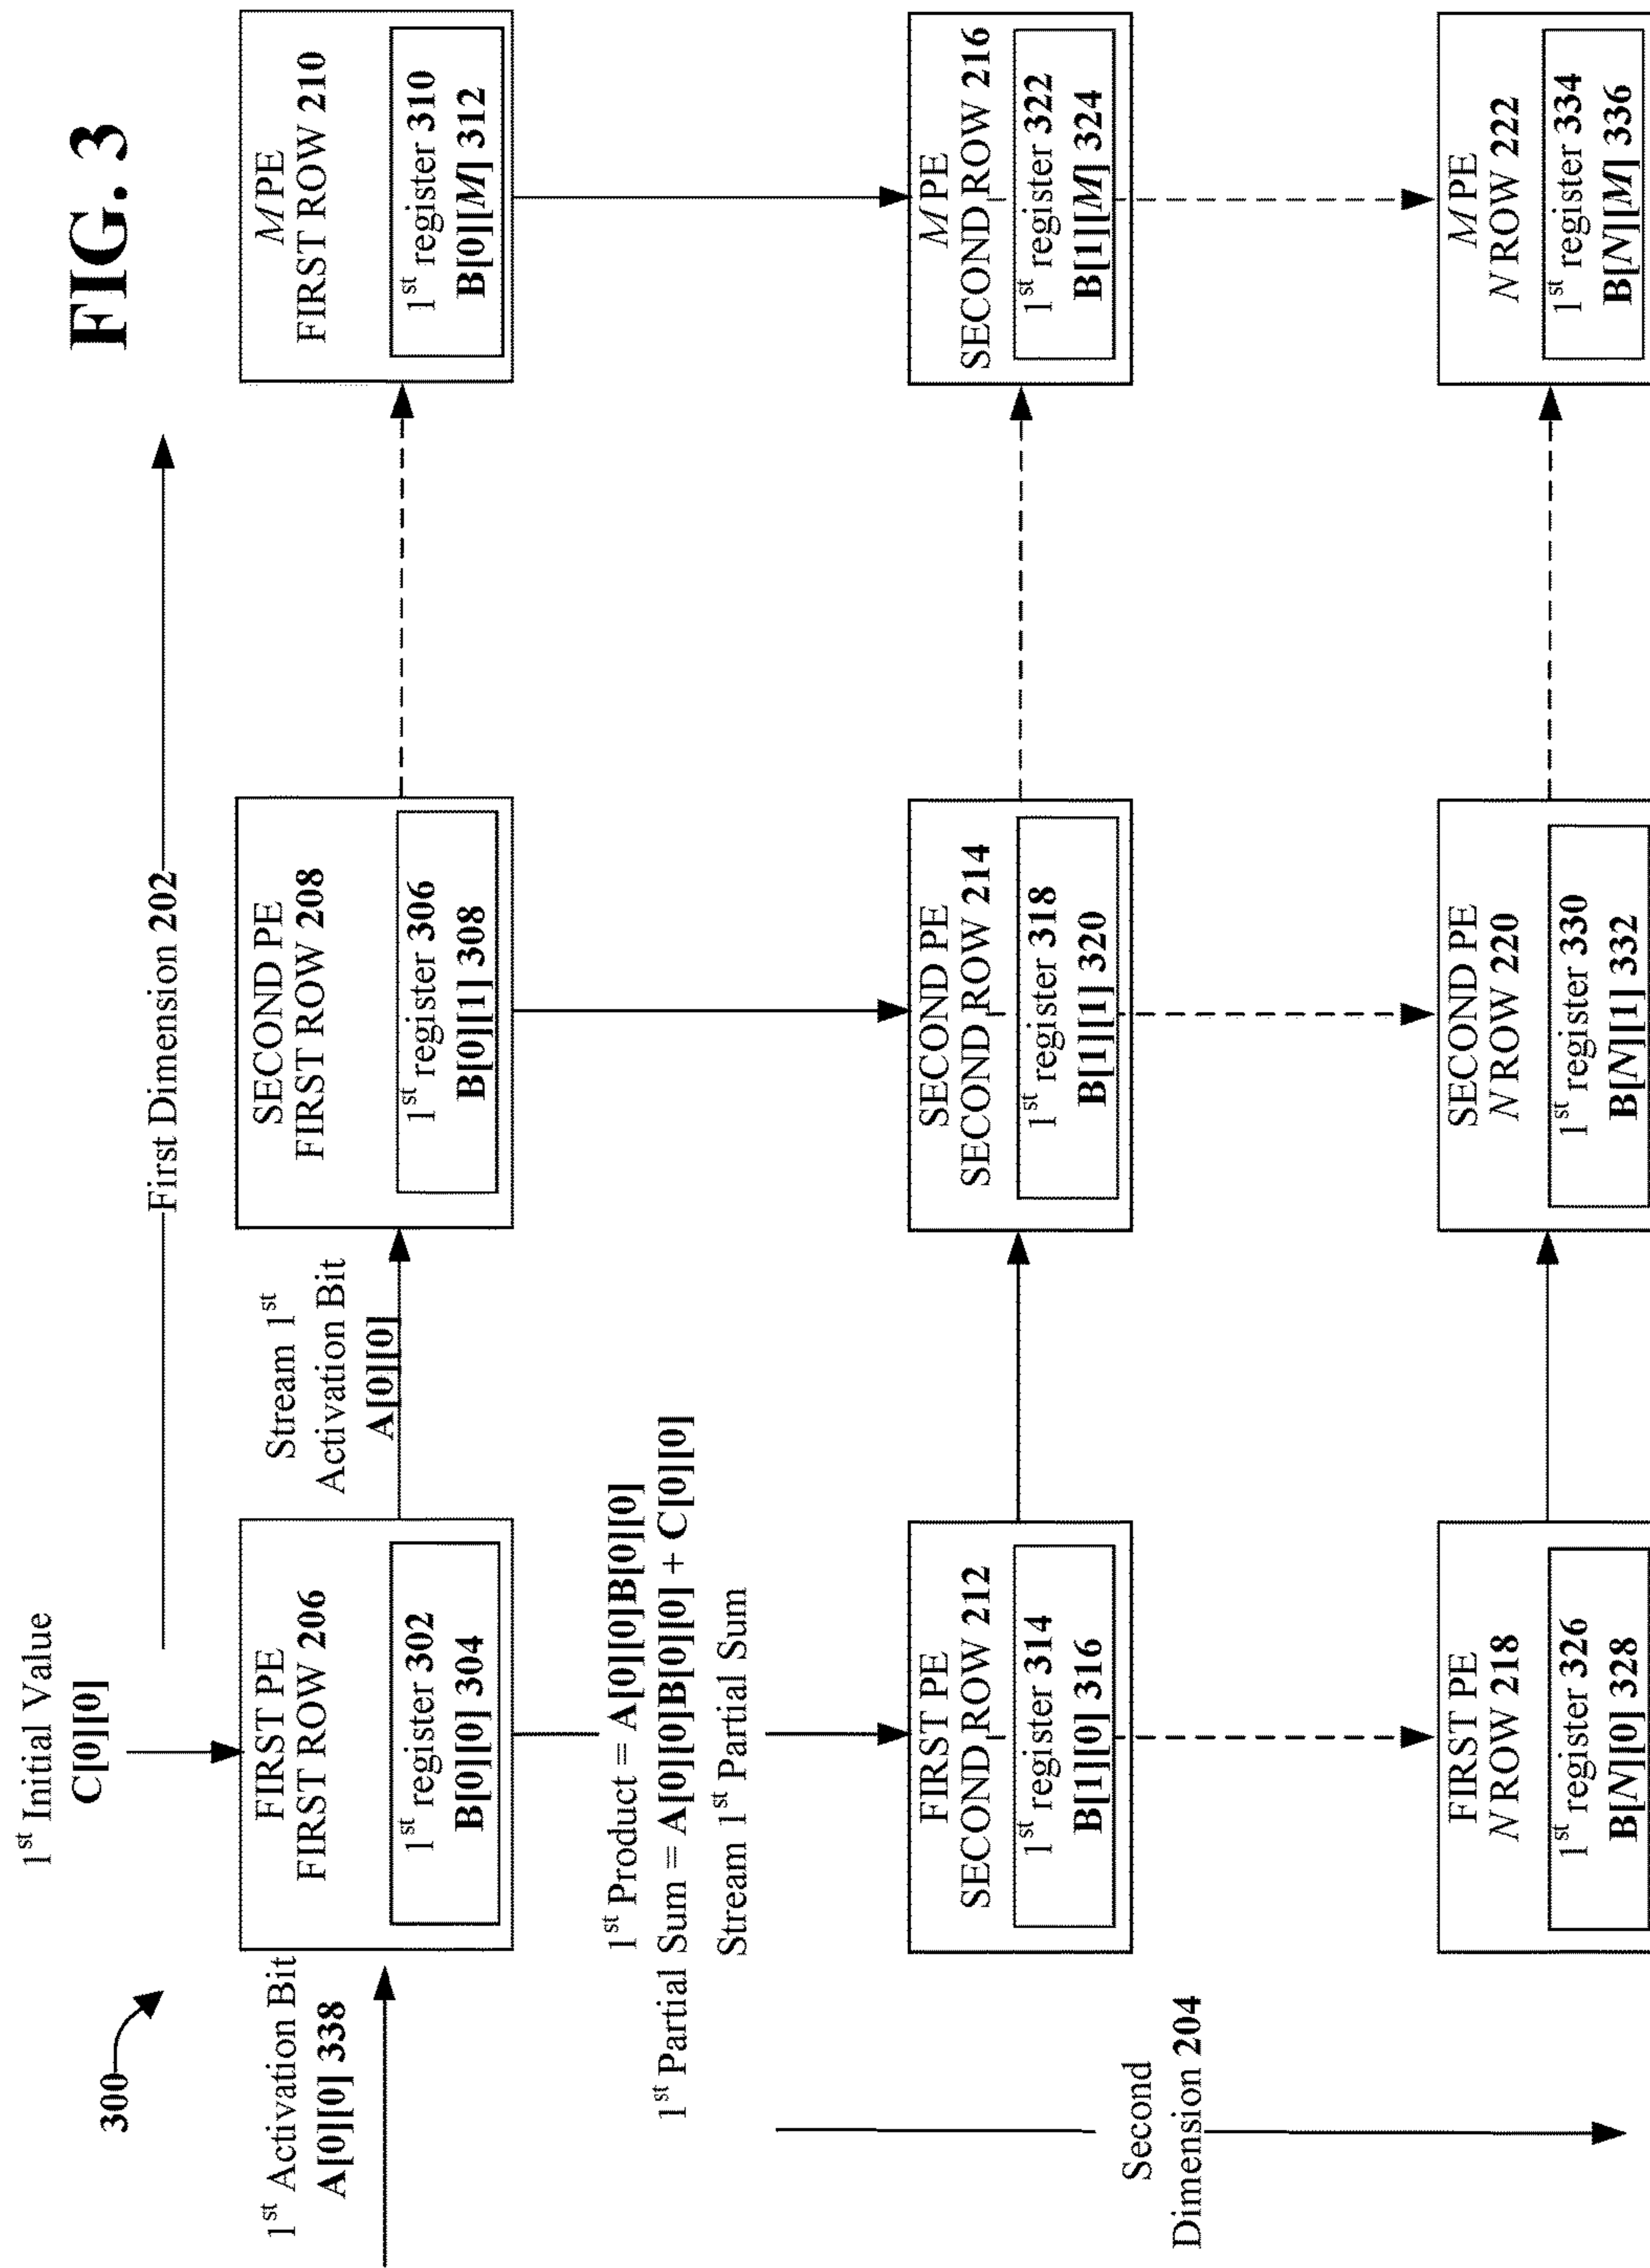 FIG. 3
300
1st Initial Value
C[0][0]
First Dimension 202
1st Activation Bit
A[0][0] 338
FIRST PE
FIRST ROW 206
1st register 302
B[0][0] 304
Stream 1st
Activation Bit
A[0][0]
SECOND PE
FIRST ROW 208
1st register 306
B[0][1] 308
M PE
FIRST ROW 210
1st register 310
B[0][M] 312
1st Product = A[0][0]B[0][0]
1st Partial Sum = A[0][0]B[0][0] + C[0][0]
Stream 1st Partial Sum
FIRST PE
SECOND ROW 212
1st register 314
B[1][0] 316
SECOND PE
SECOND ROW 214
1st register 318
B[1][1] 320
M PE
SECOND ROW 216
1st register 322
B[1][M] 324
Second
Dimension 204
FIRST PE
N ROW 218
1st register 326
B[N][0] 328
SECOND PE
N ROW 220
1st register 330
B[N][1] 332
M PE
N ROW 222
1st register 334
B[N][M] 336